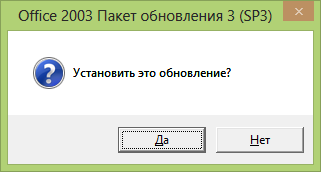 Office 2003 Пакет обновления 3 (SP3)
Установить это обновление?
Да
Нет